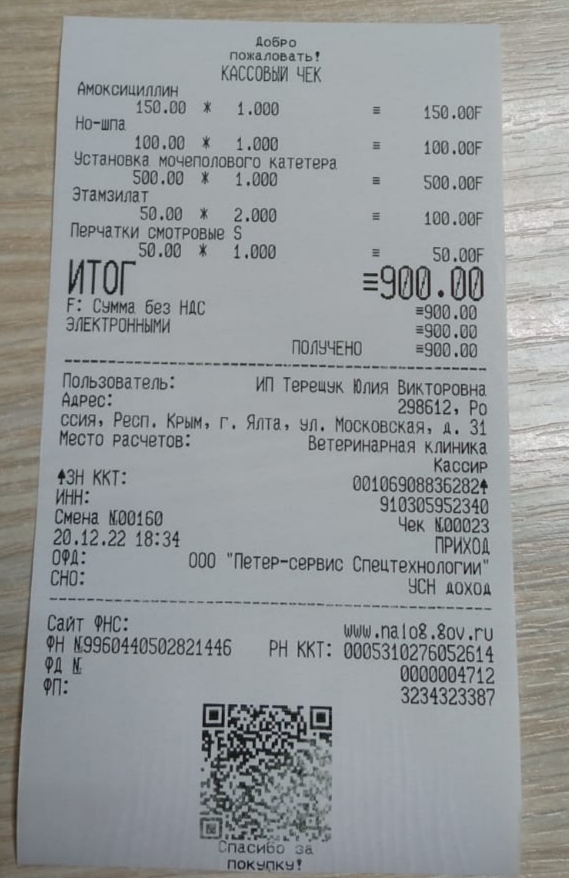 Добро
пожаловать!
КАССОВЫЙ ЧЕК
Амоксициллин
150.00 * 1.000 ≡ 150.00F
Но-шпа
100.00 * 1.000 ≡ 100.00F
Установка мочеполового катетера
500.00 * 1.000 ≡ 500.00F
Этамзилат
50.00 * 2.000 ≡ 100.00F
Перчатки смотровые S
50.00 * 1.000 ≡ 50.00F
ИТОГ ≡900.00
F: Сумма без НДС ≡900.00
ЭЛЕКТРОННЫМИ ≡900.00
ПОЛУЧЕНО ≡900.00
Пользователь: ИП Терещук Юлия Викторовна
Адрес: 298612, Ро
ссия, Респ. Крым, г. Ялта, ул. Московская, д. 31
Место расчетов: Ветеринарная клиника
Кассир
ЗН ККТ: 00106908836282
ИНН: 910305952340
Смена №00160 Чек №00023
20.12.22 18:34 ПРИХОД
ОФД: ООО "Петер-сервис Спецтехнологии"
СНО: УСН доход
Сайт ФНС: www.nalog.gov.ru
ФН №9960440502821446 РН ККТ: 0005310276052614
ФД № 0000004712
ФП: 3234323387
Спасибо за
покупку!